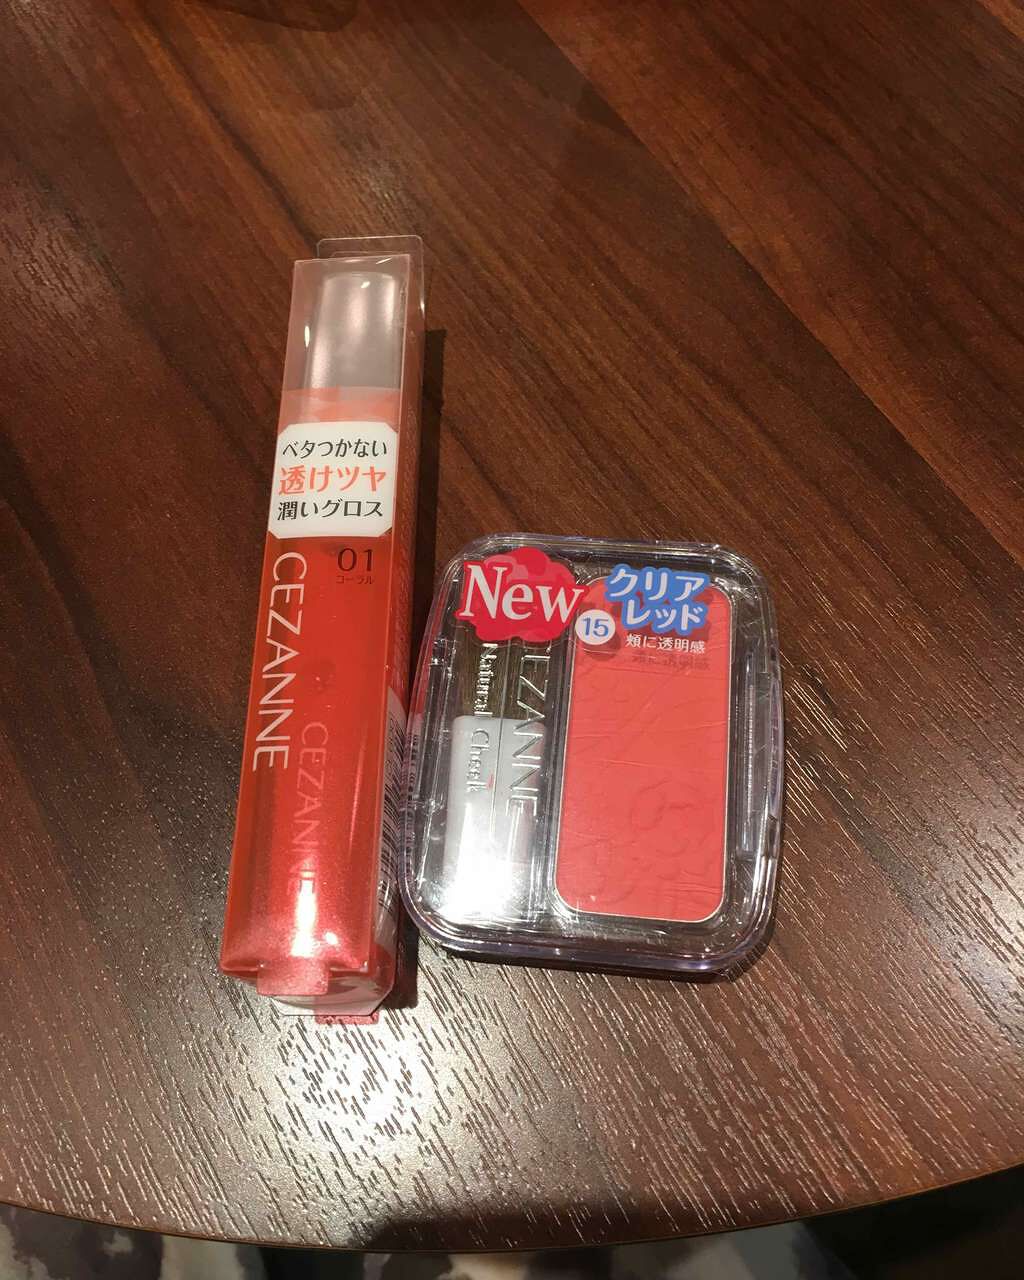 ベタつかない
透けツヤ
潤いグロス
01
コーラル
CEZANNE
CEZANNE
New
クリア
レッド
15
頬に透明感
EZANNE
Natural Cheek